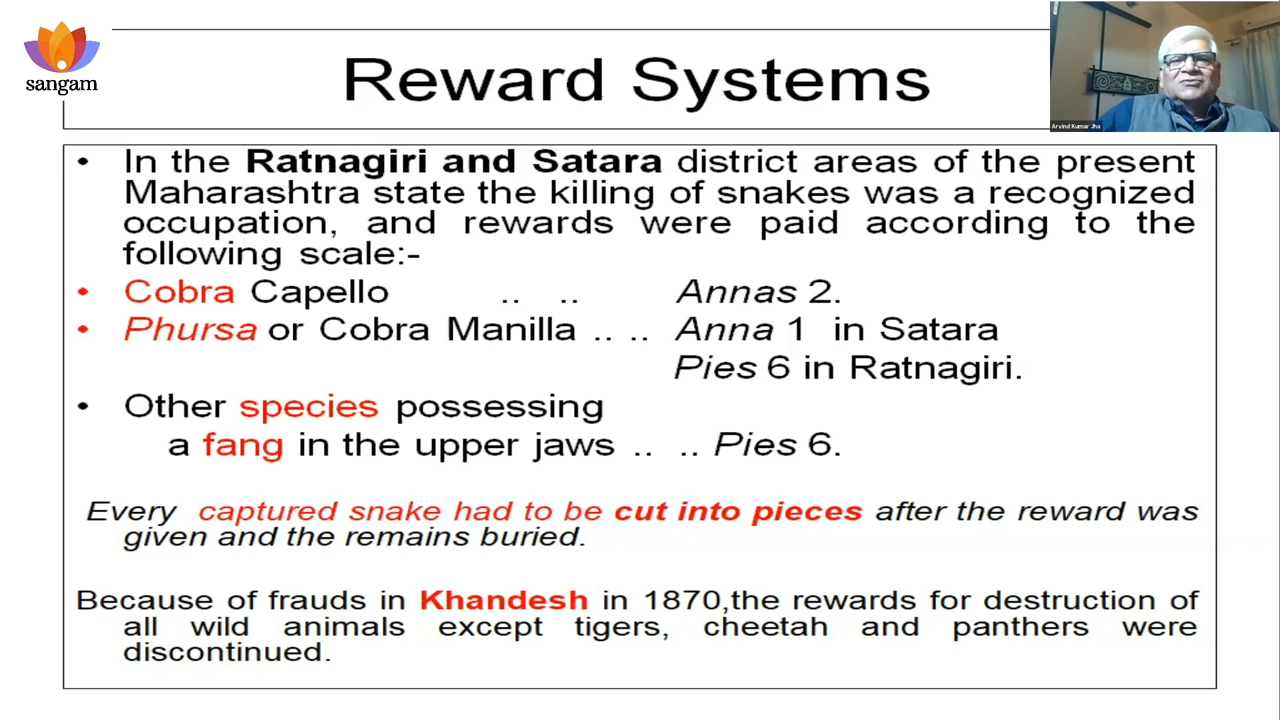 sangam
Reward Systems
Arvind Kumar Jha
• In the Ratnagiri and Satara district areas of the present
Maharashtra state the killing of snakes was a recognized
occupation, and rewards were paid according to the
following scale:-
• Cobra Capello .. .. Annas 2.
• Phursa or Cobra Manilla .. .. Anna 1 in Satara
Pies 6 in Ratnagiri.
• Other species possessing
a fang in the upper jaws .. .. Pies 6.
Every captured snake had to be cut into pieces after the reward was
given and the remains buried.
Because of frauds in Khandesh in 1870,the rewards for destruction of
all wild animals except tigers, cheetah and panthers were
discontinued.